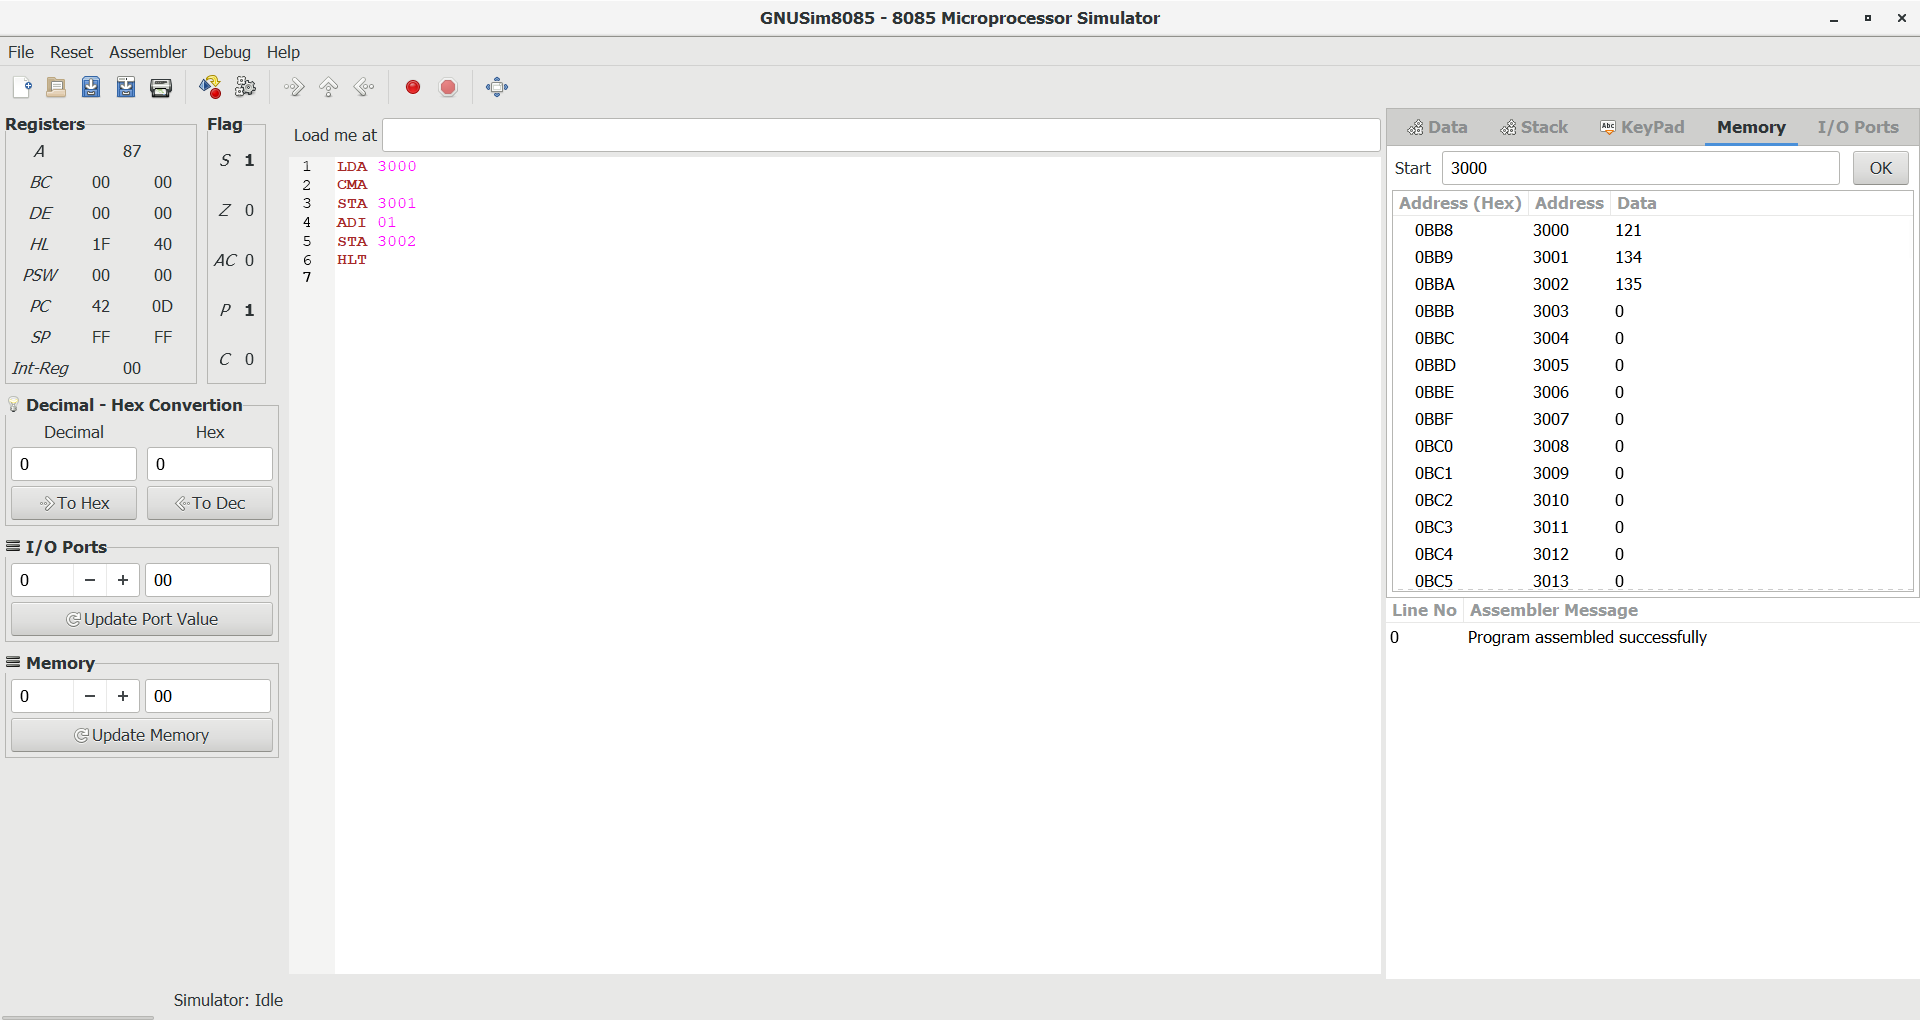 GNUSim8085 - 8085 Microprocessor Simulator
File Reset Assembler Debug Help
Registers
A 87
BC 00 00
DE 00 00
HL 1F 40
PSW 00 00
PC 42 0D
SP FF FF
Int-Reg 00
Flag
S 1
Z 0
AC 0
P 1
C 0
Decimal - Hex Convertion
Decimal Hex
0 0
To Hex To Dec
I/O Ports
0 − + 00
Update Port Value
Memory
0 − + 00
Update Memory
Load me at
1 LDA 3000
2 CMA
3 STA 3001
4 ADI 01
5 STA 3002
6 HLT
7
Data Stack Abc KeyPad Memory I/O Ports
Start 3000 OK
Address (Hex) Address Data
0BB8 3000 121
0BB9 3001 134
0BBA 3002 135
0BBB 3003 0
0BBC 3004 0
0BBD 3005 0
0BBE 3006 0
0BBF 3007 0
0BC0 3008 0
0BC1 3009 0
0BC2 3010 0
0BC3 3011 0
0BC4 3012 0
0BC5 3013 0
Line No Assembler Message
0 Program assembled successfully
Simulator: Idle